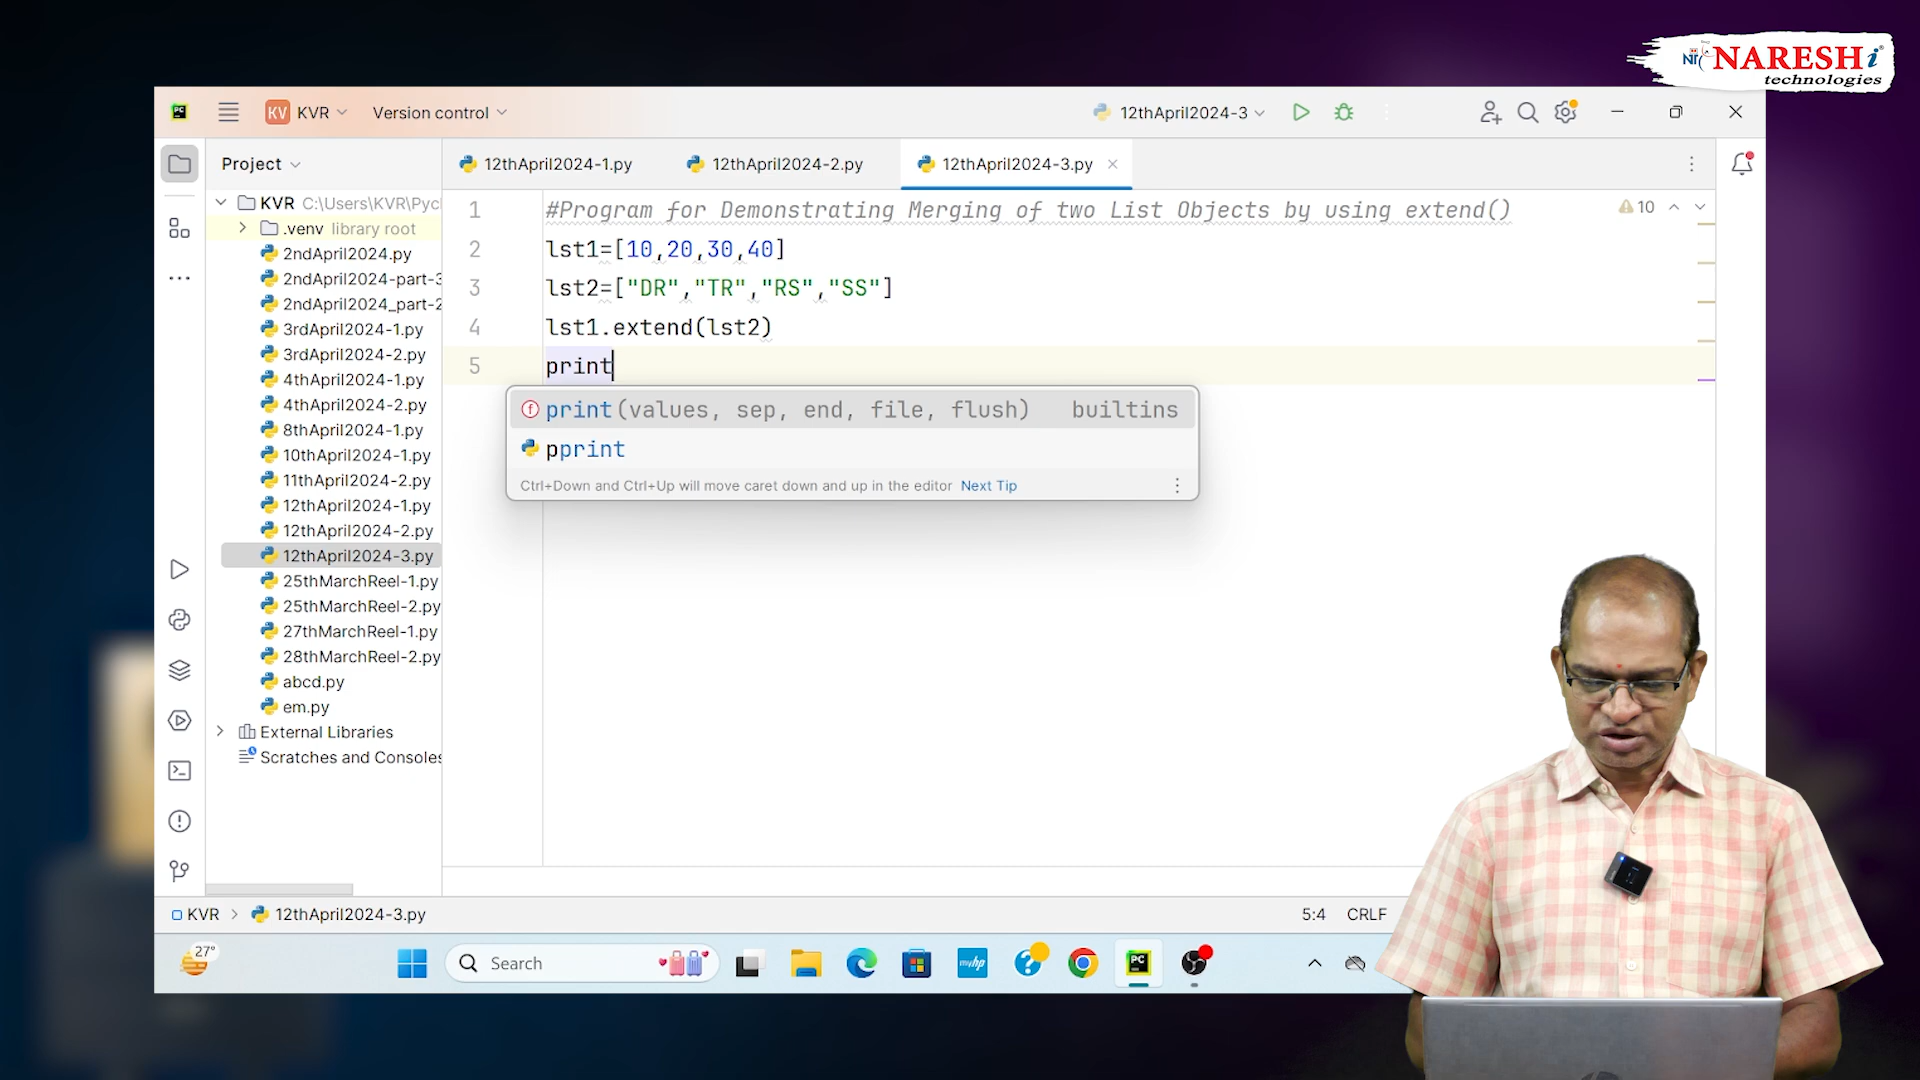 NIT NARESH i
technologies
PC
KV KVR
Version control
12thApril2024-3
Project
12thApril2024-1.py
12thApril2024-2.py
12thApril2024-3.py
KVR C:\Users\KVR\Pyc
.venv library root
2ndApril2024.py
2ndApril2024-part-3
2ndApril2024_part-2
3rdApril2024-1.py
3rdApril2024-2.py
4thApril2024-1.py
4thApril2024-2.py
8thApril2024-1.py
10thApril2024-1.py
11thApril2024-2.py
12thApril2024-1.py
12thApril2024-2.py
12thApril2024-3.py
25thMarchReel-1.py
25thMarchReel-2.py
27thMarchReel-1.py
28thMarchReel-2.py
abcd.py
em.py
External Libraries
Scratches and Consoles
1 #Program for Demonstrating Merging of two List Objects by using extend()
10
2 lst1=[10,20,30,40]
3 lst2=["DR","TR","RS","SS"]
4 lst1.extend(lst2)
5 print
print(values, sep, end, file, flush) builtins
pprint
Ctrl+Down and Ctrl+Up will move caret down and up in the editor Next Tip
KVR > 12thApril2024-3.py
5:4 CRLF
27°
Search
myhp
PC